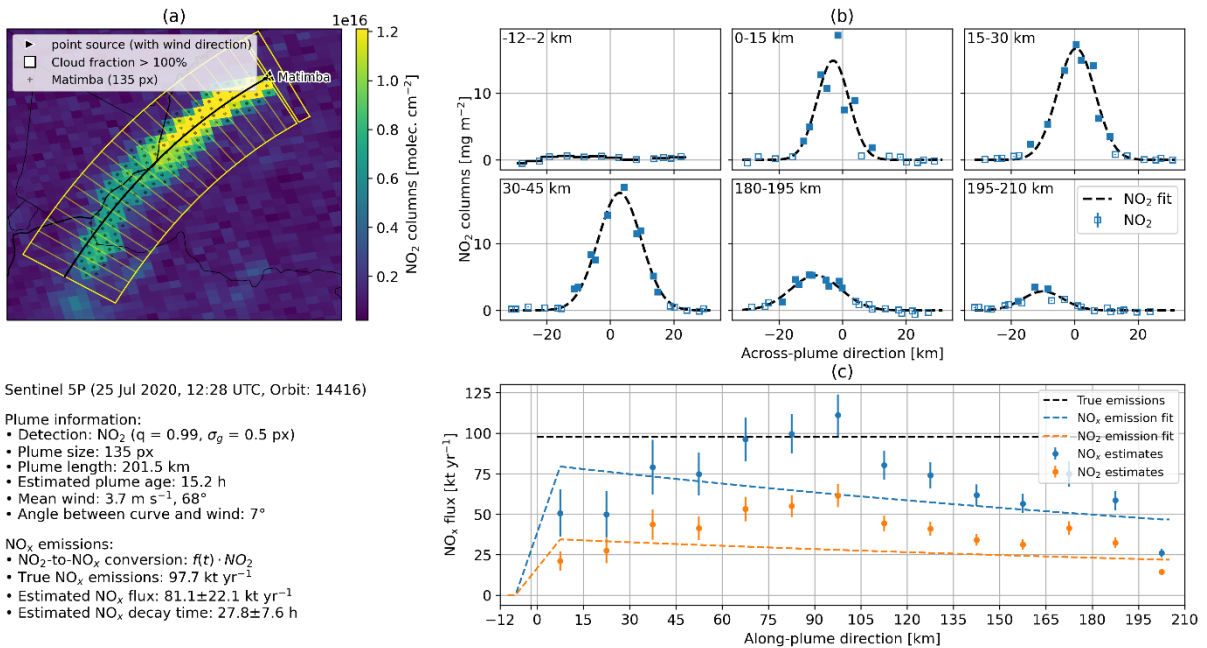 (a)
1e16
point source (with wind direction)
Cloud fraction > 100%
Matimba (135 px)
Matimba
1.2
1.0
0.8
0.6
0.4
0.2
NO₂ columns [molec. cm⁻²]
(b)
-12--2 km
0-15 km
15-30 km
10
0
30-45 km
180-195 km
195-210 km
NO₂ fit
NO₂
10
0
NO₂ columns [mg m⁻²]
−20 0 20
−20 0 20
−20 0 20
Across-plume direction [km]
Sentinel 5P (25 Jul 2020, 12:28 UTC, Orbit: 14416)
Plume information:
• Detection: NO₂ (q = 0.99, σ_g = 0.5 px)
• Plume size: 135 px
• Plume length: 201.5 km
• Estimated plume age: 15.2 h
• Mean wind: 3.7 m s⁻¹, 68°
• Angle between curve and wind: 7°
NOₓ emissions:
• NO₂-to-NOₓ conversion: f(t) · NO₂
• True NOₓ emissions: 97.7 kt yr⁻¹
• Estimated NOₓ flux: 81.1±22.1 kt yr⁻¹
• Estimated NOₓ decay time: 27.8±7.6 h
(c)
125
100
75
50
25
0
NOₓ flux [kt yr⁻¹]
True emissions
NOₓ emission fit
NO₂ emission fit
NOₓ estimates
NO₂ estimates
−12 0 15 30 45 60 75 90 105 120 135 150 165 180 195 210
Along-plume direction [km]